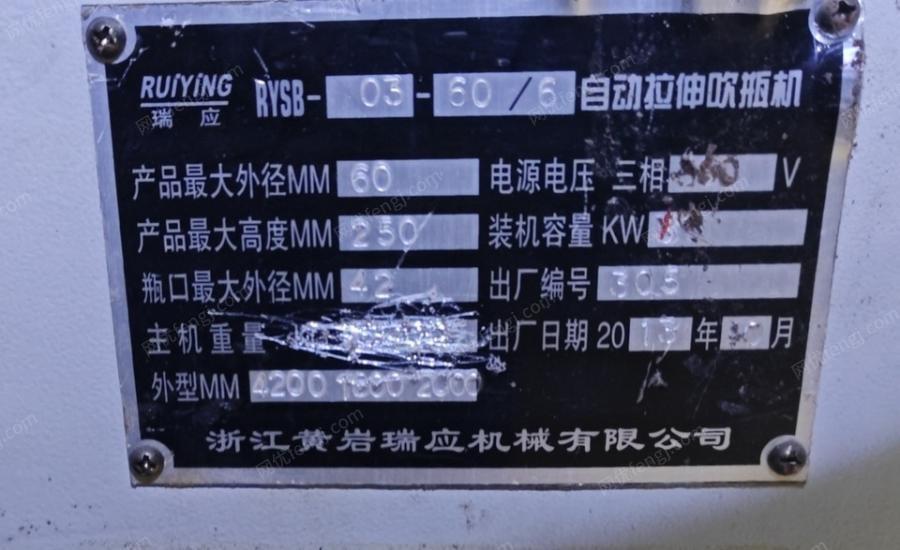 RUIYING
瑞应
RYSB-03-60/6 自动拉伸吹瓶机
产品最大外径MM 60 电源电压 三相 V
产品最大高度MM 250 装机容量 KW
瓶口最大外径MM 42 出厂编号 305
主机重量 出厂日期 2013年 月
外型MM 4200 2000
浙江黄岩瑞应机械有限公司